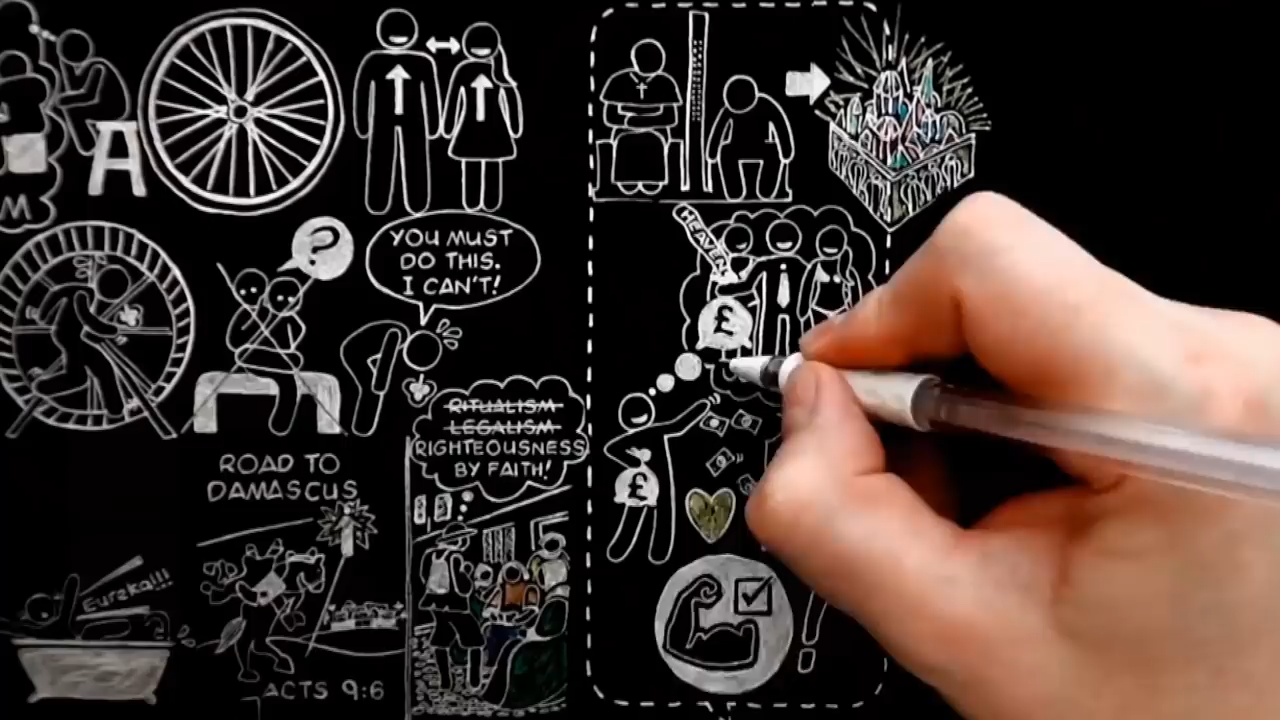 M
?
YOU MUST
DO THIS.
I CAN'T!
RITUALISM
LEGALISM
RIGHTEOUSNESS
BY FAITH!
ROAD TO
DAMASCUS
Eureka!!!
ACTS 9:6
HEAVEN
£
£